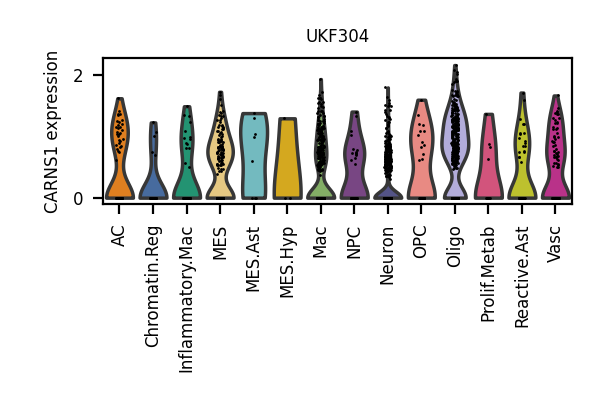 UKF304
CARNS1 expression
2
0
AC
Chromatin.Reg
Inflammatory.Mac
MES
MES.Ast
MES.Hyp
Mac
NPC
Neuron
OPC
Oligo
Prolif.Metab
Reactive.Ast
Vasc